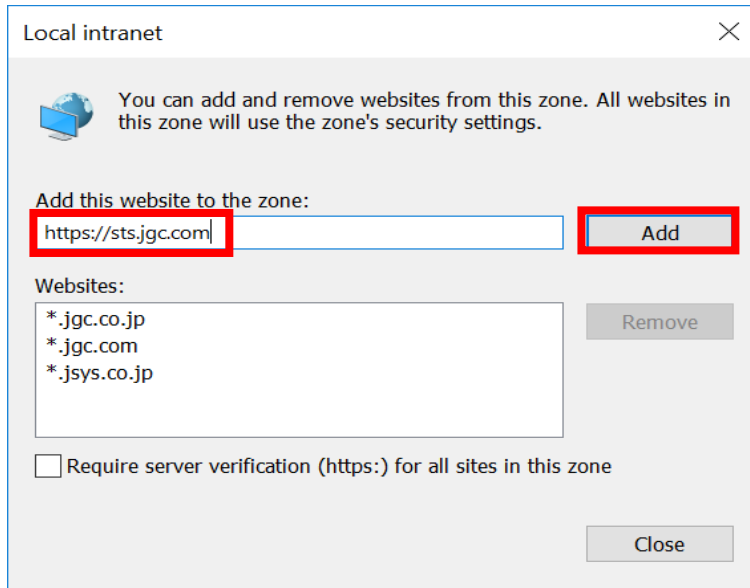 Local intranet
You can add and remove websites from this zone. All websites in
this zone will use the zone's security settings.
Add this website to the zone:
https://sts.jgc.com
Add
Websites:
*.jgc.co.jp
*.jgc.com
*.jsys.co.jp
Remove
Require server verification (https:) for all sites in this zone
Close